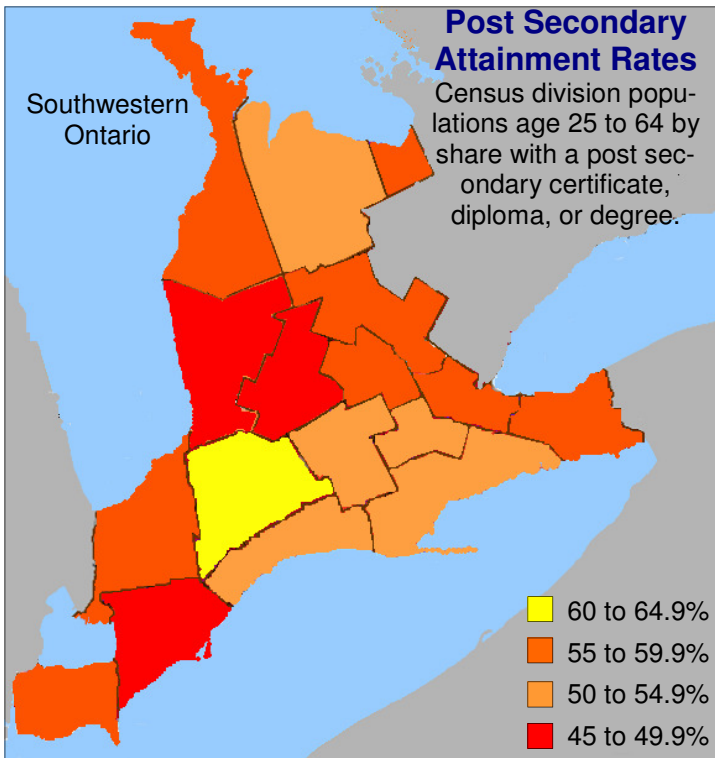 Post Secondary
Attainment Rates
Census division popu-
lations age 25 to 64 by
share with a post sec-
ondary certificate,
diploma, or degree.
Southwestern
Ontario
60 to 64.9%
55 to 59.9%
50 to 54.9%
45 to 49.9%